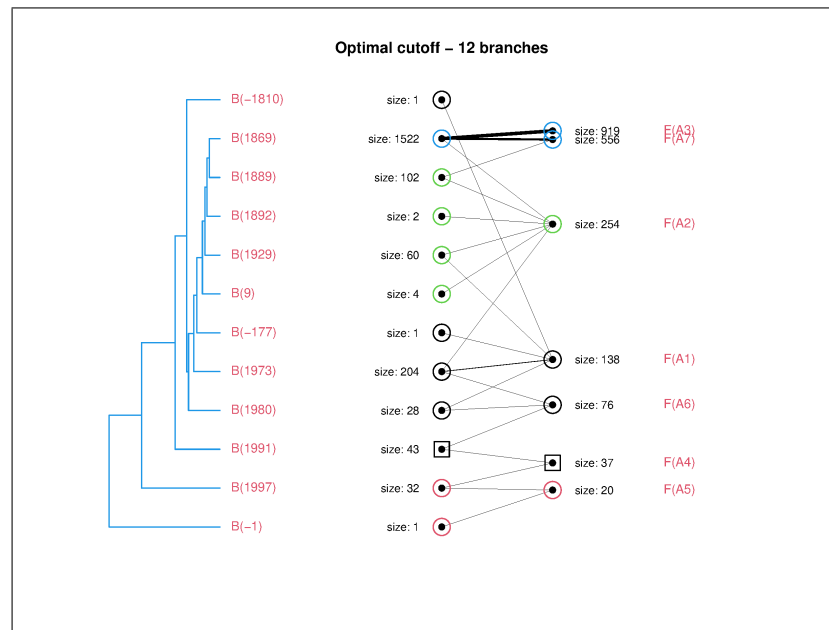 Optimal cutoff – 12 branches
B(−1810) size: 1
size: 919 F(A3)
B(1869) size: 1522 size: 556 F(A7)
B(1889) size: 102
B(1892) size: 2
size: 254 F(A2)
B(1929) size: 60
B(9) size: 4
B(−177) size: 1
size: 138 F(A1)
B(1973) size: 204
size: 76 F(A6)
B(1980) size: 28
B(1991) size: 43
size: 37 F(A4)
B(1997) size: 32 size: 20 F(A5)
B(−1) size: 1